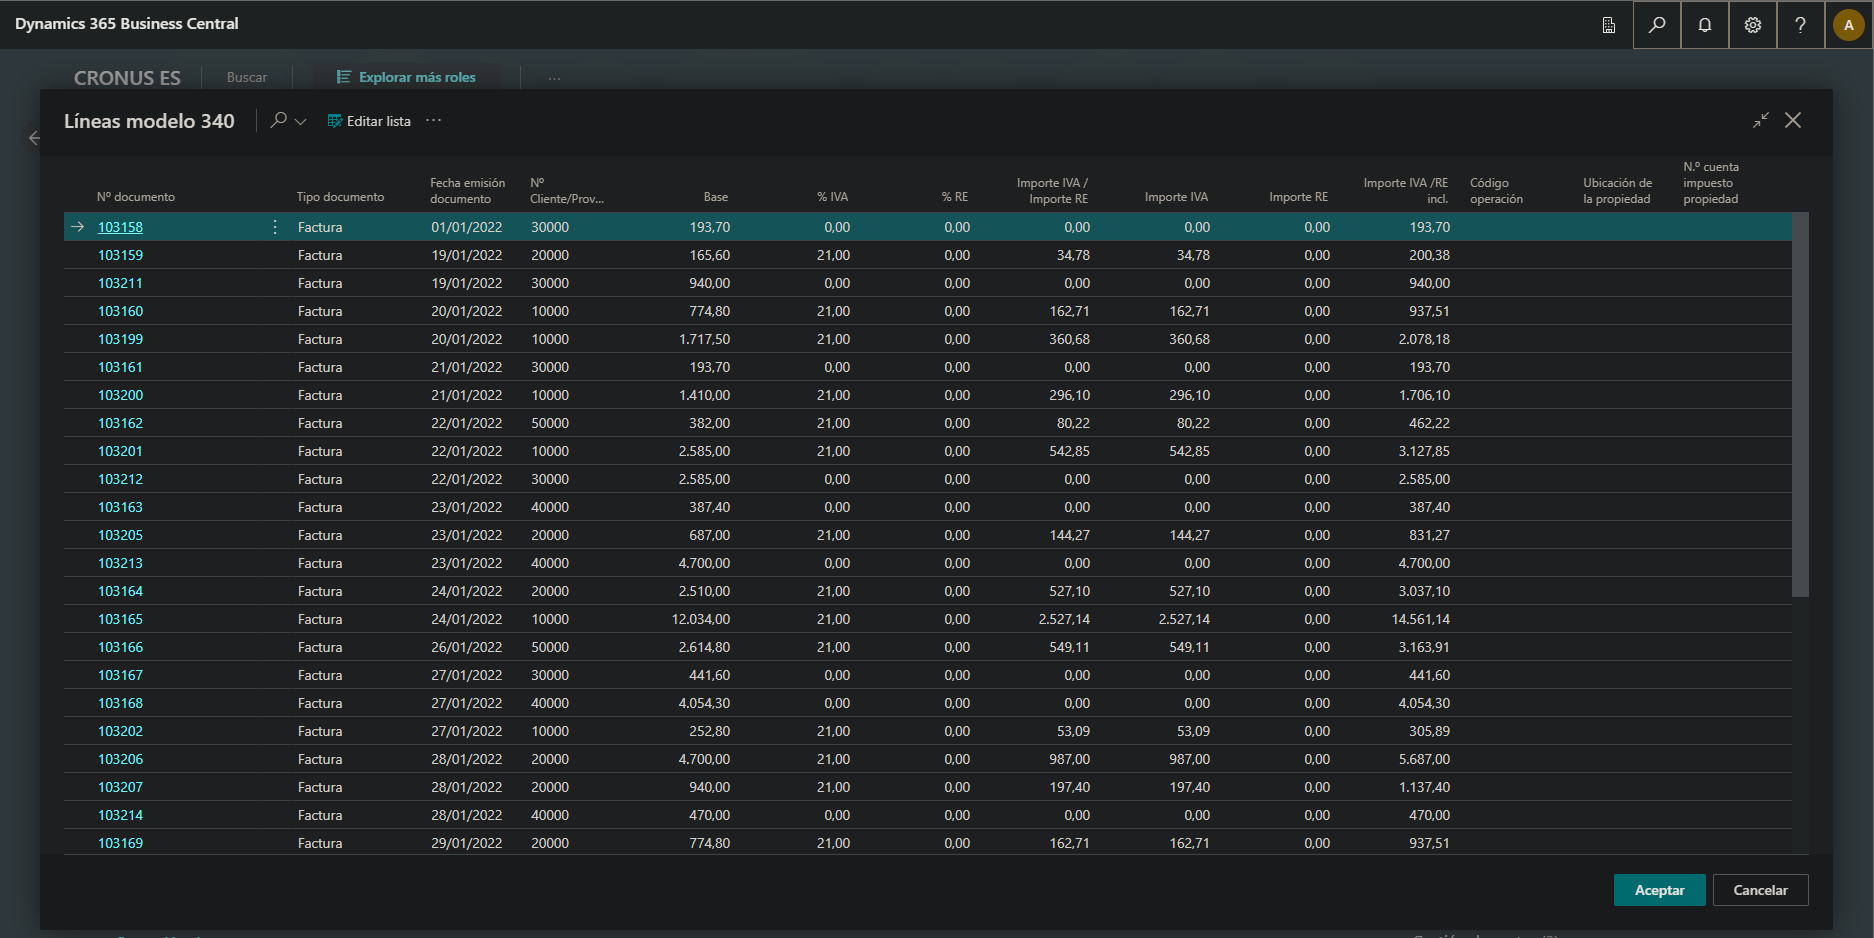 Dynamics 365 Business Central
A
CRONUS ES Buscar Explorar más roles ...
Líneas modelo 340 Editar lista ...
Nº documento Tipo documento Fecha emisión documento Nº Cliente/Prov... Base % IVA % RE Importe IVA / Importe RE Importe IVA Importe RE Importe IVA /RE incl. Código operación Ubicación de la propiedad N.º cuenta impuesto propiedad
103158 Factura 01/01/2022 30000 193,70 0,00 0,00 0,00 0,00 0,00 193,70
103159 Factura 19/01/2022 20000 165,60 21,00 0,00 34,78 34,78 0,00 200,38
103211 Factura 19/01/2022 30000 940,00 0,00 0,00 0,00 0,00 0,00 940,00
103160 Factura 20/01/2022 10000 774,80 21,00 0,00 162,71 162,71 0,00 937,51
103199 Factura 20/01/2022 10000 1.717,50 21,00 0,00 360,68 360,68 0,00 2.078,18
103161 Factura 21/01/2022 30000 193,70 0,00 0,00 0,00 0,00 0,00 193,70
103200 Factura 21/01/2022 10000 1.410,00 21,00 0,00 296,10 296,10 0,00 1.706,10
103162 Factura 22/01/2022 50000 382,00 21,00 0,00 80,22 80,22 0,00 462,22
103201 Factura 22/01/2022 10000 2.585,00 21,00 0,00 542,85 542,85 0,00 3.127,85
103212 Factura 22/01/2022 30000 2.585,00 0,00 0,00 0,00 0,00 0,00 2.585,00
103163 Factura 23/01/2022 40000 387,40 0,00 0,00 0,00 0,00 0,00 387,40
103205 Factura 23/01/2022 20000 687,00 21,00 0,00 144,27 144,27 0,00 831,27
103213 Factura 23/01/2022 40000 4.700,00 0,00 0,00 0,00 0,00 0,00 4.700,00
103164 Factura 24/01/2022 20000 2.510,00 21,00 0,00 527,10 527,10 0,00 3.037,10
103165 Factura 24/01/2022 10000 12.034,00 21,00 0,00 2.527,14 2.527,14 0,00 14.561,14
103166 Factura 26/01/2022 50000 2.614,80 21,00 0,00 549,11 549,11 0,00 3.163,91
103167 Factura 27/01/2022 30000 441,60 0,00 0,00 0,00 0,00 0,00 441,60
103168 Factura 27/01/2022 40000 4.054,30 0,00 0,00 0,00 0,00 0,00 4.054,30
103202 Factura 27/01/2022 10000 252,80 21,00 0,00 53,09 53,09 0,00 305,89
103206 Factura 28/01/2022 20000 4.700,00 21,00 0,00 987,00 987,00 0,00 5.687,00
103207 Factura 28/01/2022 20000 940,00 21,00 0,00 197,40 197,40 0,00 1.137,40
103214 Factura 28/01/2022 40000 470,00 0,00 0,00 0,00 0,00 0,00 470,00
103169 Factura 29/01/2022 20000 774,80 21,00 0,00 162,71 162,71 0,00 937,51
Aceptar Cancelar